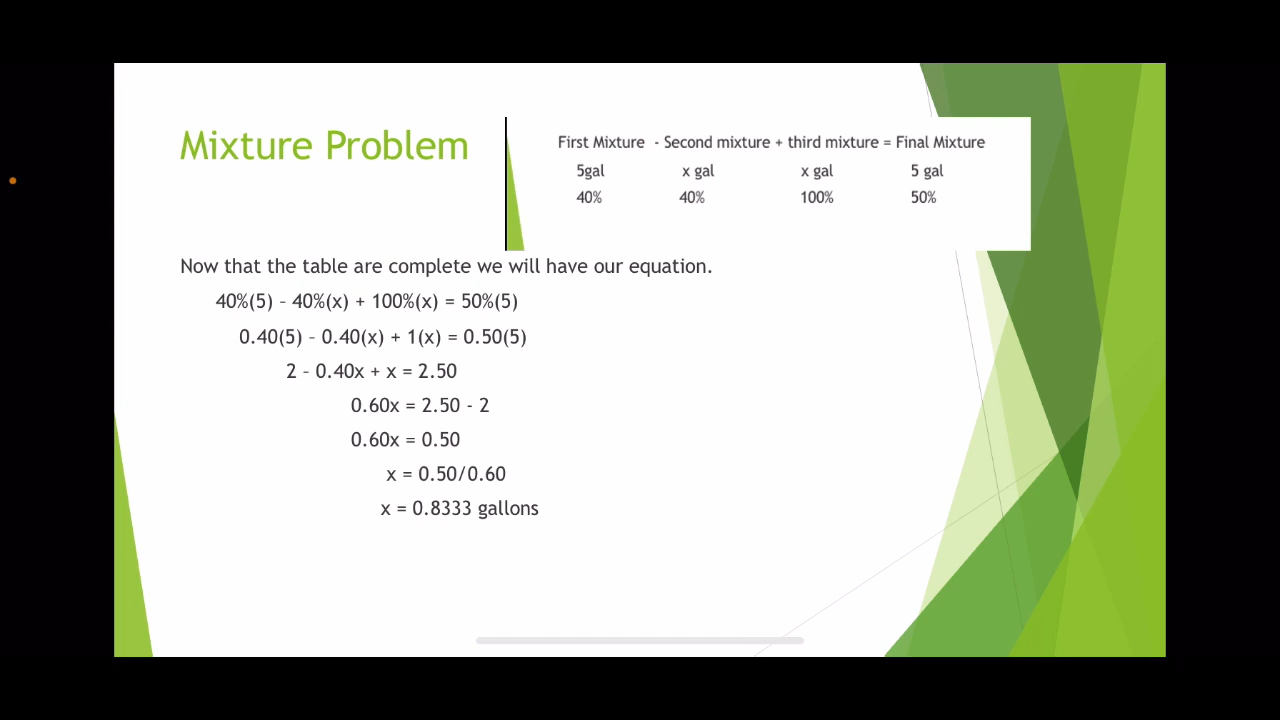 Mixture Problem
First Mixture - Second mixture + third mixture = Final Mixture
5gal x gal x gal 5 gal
40% 40% 100% 50%
Now that the table are complete we will have our equation.
40%(5) – 40%(x) + 100%(x) = 50%(5)
0.40(5) – 0.40(x) + 1(x) = 0.50(5)
2 – 0.40x + x = 2.50
0.60x = 2.50 - 2
0.60x = 0.50
x = 0.50/0.60
x = 0.8333 gallons